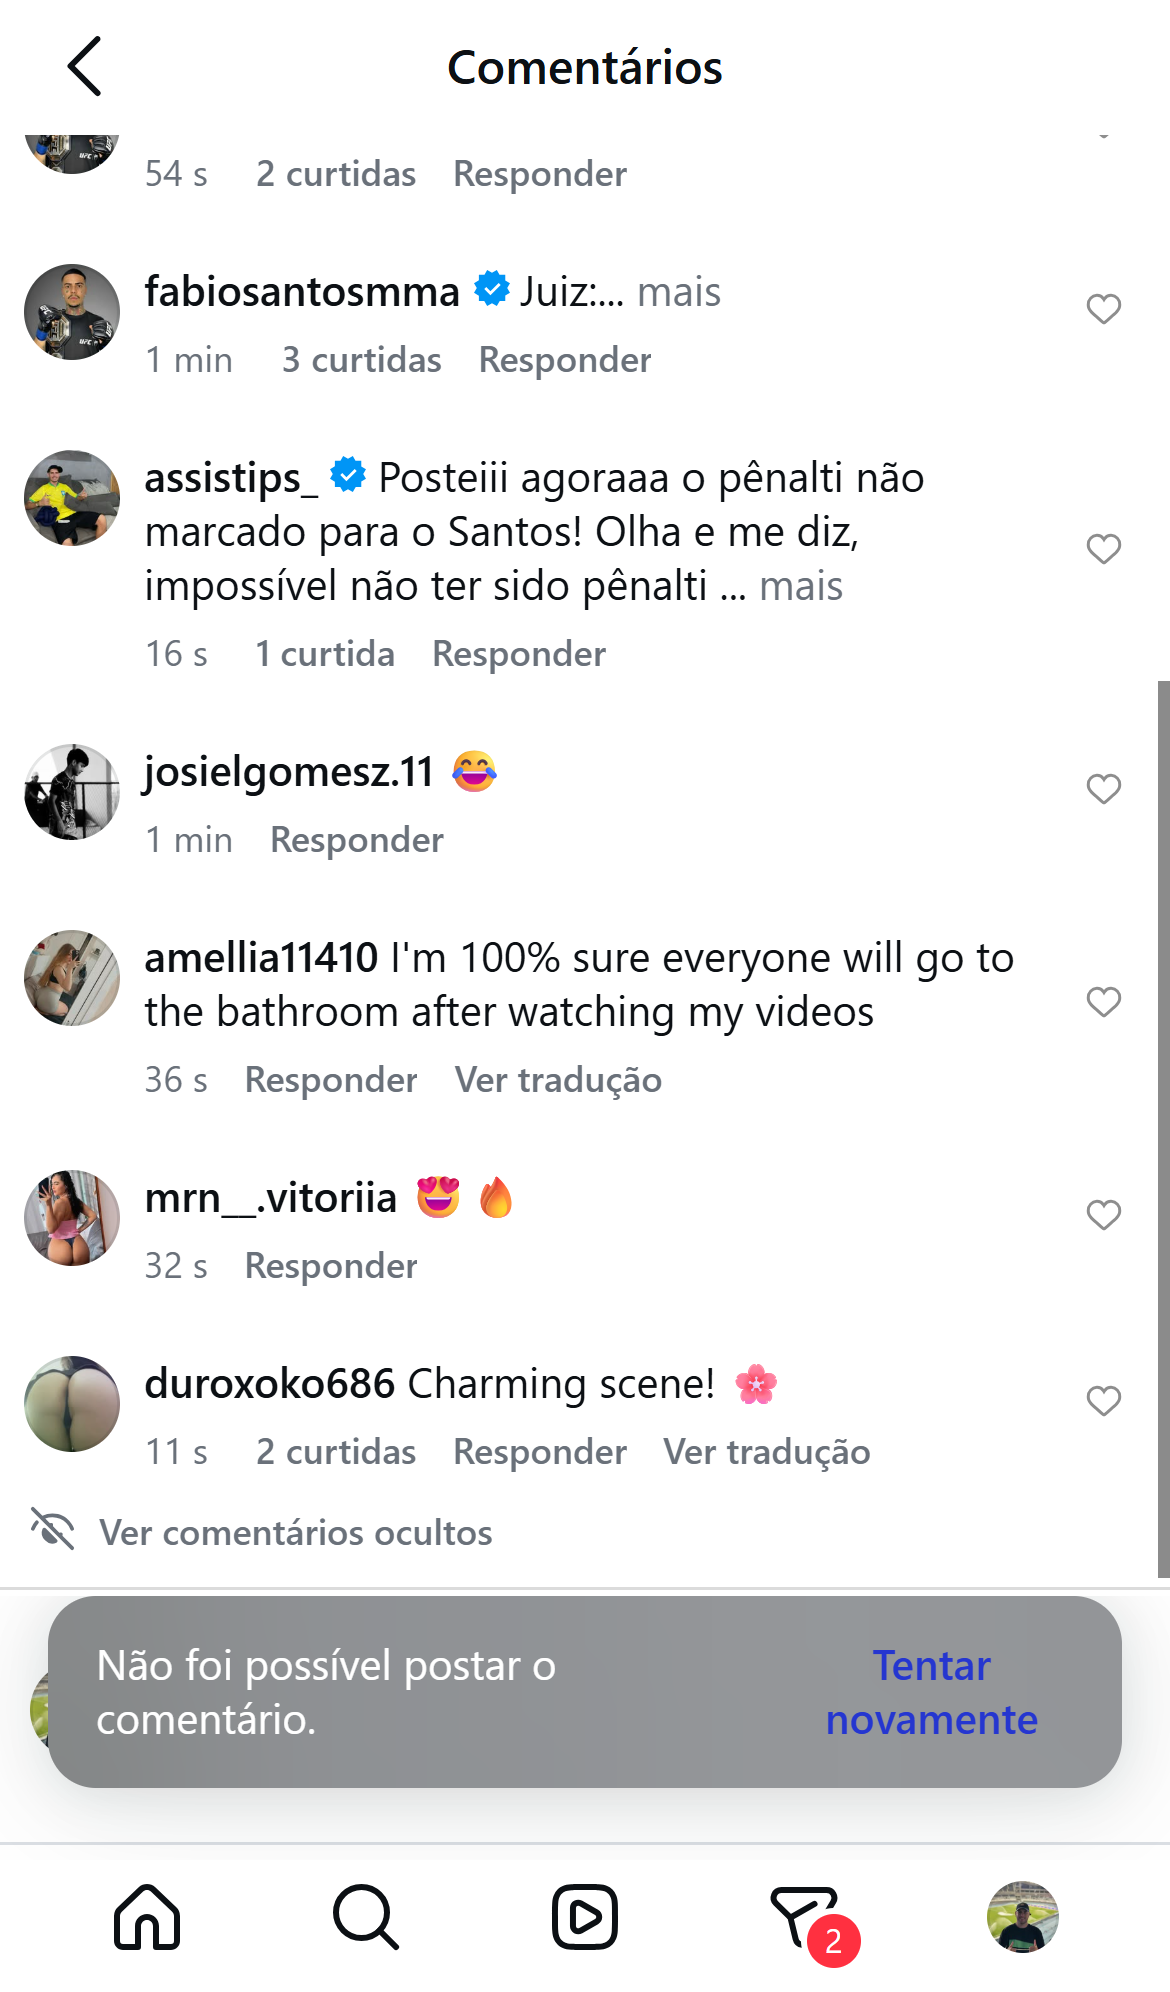 Comentários
54 s 2 curtidas Responder
fabiosantosmma Juiz:... mais
1 min 3 curtidas Responder
assistips_ Posteiii agoraaa o pênalti não
marcado para o Santos! Olha e me diz,
impossível não ter sido pênalti ... mais
16 s 1 curtida Responder
josielgomesz.11 😂
1 min Responder
amellia11410 I'm 100% sure everyone will go to
the bathroom after watching my videos
36 s Responder Ver tradução
mrn__.vitoriia 😍 🔥
32 s Responder
duroxoko686 Charming scene! 🌸
11 s 2 curtidas Responder Ver tradução
Ver comentários ocultos
Não foi possível postar o
comentário.
Tentar
novamente
2